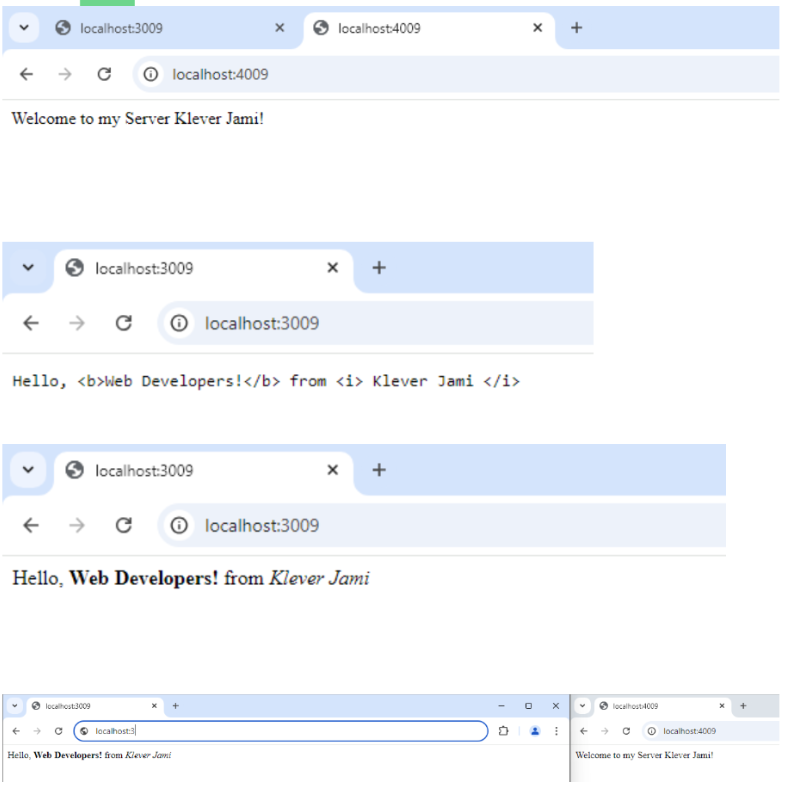 localhost:3009 localhost:4009
localhost:4009
Welcome to my Server Klever Jami!
localhost:3009
localhost:3009
Hello, <b>Web Developers!</b> from <i> Klever Jami </i>
localhost:3009
localhost:3009
Hello, Web Developers! from Klever Jami
localhost:3009 localhost:4009
localhost:3 localhost:4009
Hello, Web Developers! from Klever Jami Welcome to my Server Klever Jami!